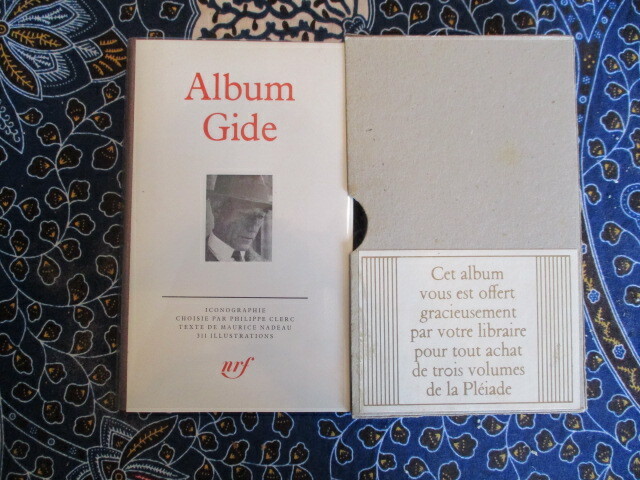 Album
Gide
ICONOGRAPHIE
CHOISIE PAR PHILIPPE CLERC
TEXTE DE MAURICE NADEAU
311 ILLUSTRATIONS
nrf
Cet album
vous est offert
gracieusement
par votre libraire
pour tout achat
de trois volumes
de la Pléiade